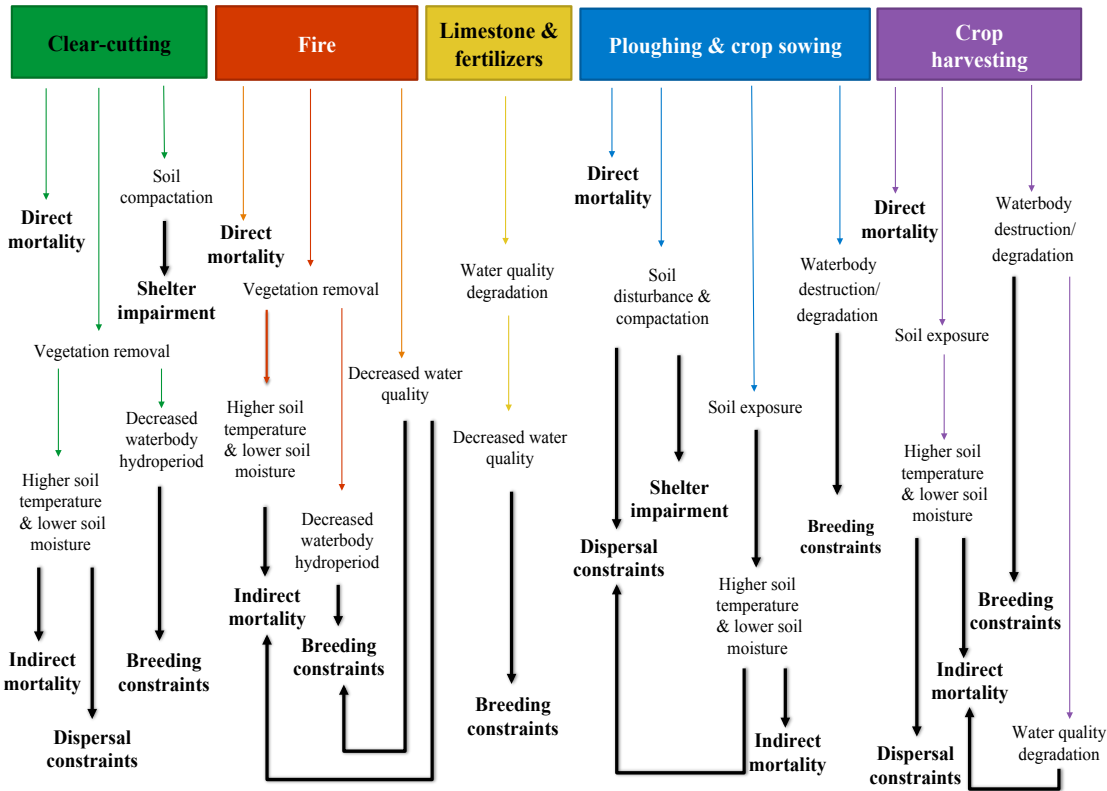 Clear-cutting
Fire
Limestone &
fertilizers
Ploughing & crop sowing
Crop
harvesting
Direct
mortality
Soil
compaction
Shelter
impairment
Vegetation removal
Higher soil
temperature
& lower soil
moisture
Decreased
waterbody
hydroperiod
Indirect
mortality
Dispersal
constraints
Breeding
constraints
Direct
mortality
Vegetation removal
Higher soil
temperature
& lower soil
moisture
Decreased
waterbody
hydroperiod
Decreased water
quality
Indirect
mortality
Breeding
constraints
Water quality
degradation
Decreased water
quality
Breeding
constraints
Direct
mortality
Soil
disturbance &
compactation
Shelter
impairment
Dispersal
constraints
Soil exposure
Higher soil
temperature
& lower soil
moisture
Indirect
mortality
Waterbody
destruction/
degradation
Breeding
constraints
Direct
mortality
Soil exposure
Higher soil
temperature
& lower soil
moisture
Dispersal
constraints
Indirect
mortality
Waterbody
destruction/
degradation
Breeding
constraints
Water quality
degradation